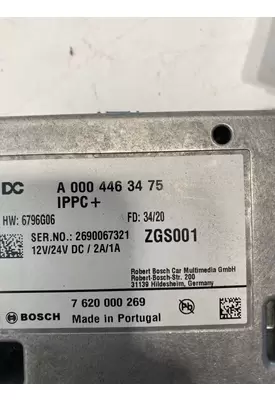 DC A 000 446 34 75
IPPC+
HW: 6796G06 FD: 34/20
SER.NO.: 2690067321 ZGS001
12V/24V DC / 2A/1A
Robert Bosch Car Multimedia GmbH
Robert-Bosch-Str. 200
31139 Hildesheim, Germany
7 620 000 269
BOSCH Made in Portugal
Pb